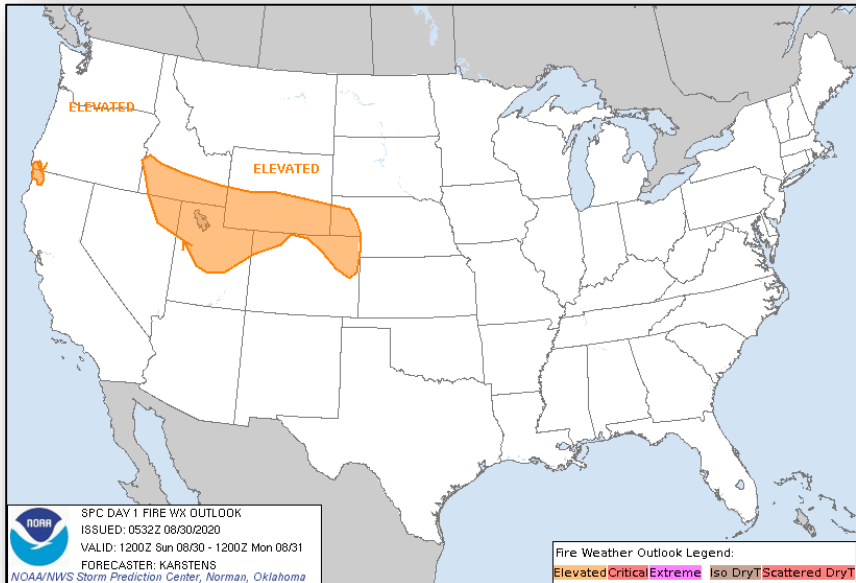 ELEVATED
ELEVATED
NOAA
SPC DAY 1 FIRE WX OUTLOOK
ISSUED: 0532Z 08/30/2020
VALID: 1200Z Sun 08/30 - 1200Z Mon 08/31
FORECASTER: KARSTENS
NOAA/NWS Storm Prediction Center, Norman, Oklahoma
Fire Weather Outlook Legend:
Elevated Critical Extreme Iso DryT Scattered DryT